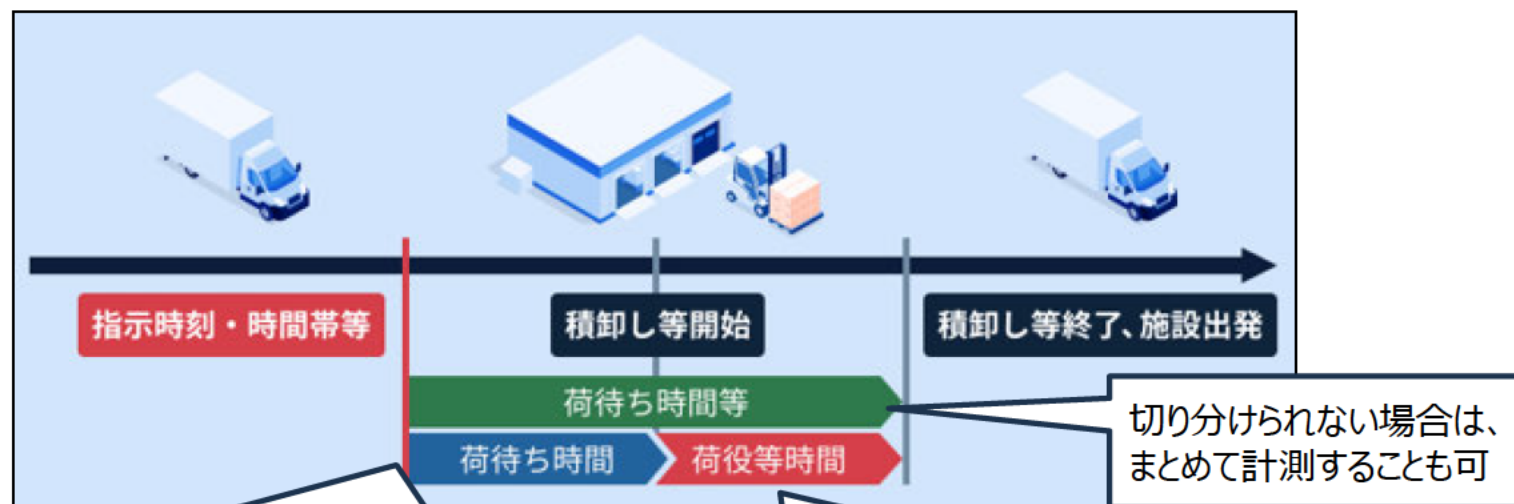 指示時刻・時間帯等
積卸し等開始
積卸し等終了、施設出発
荷待ち時間等
荷待ち時間
荷役等時間
切り分けられない場合は、
まとめて計測することも可